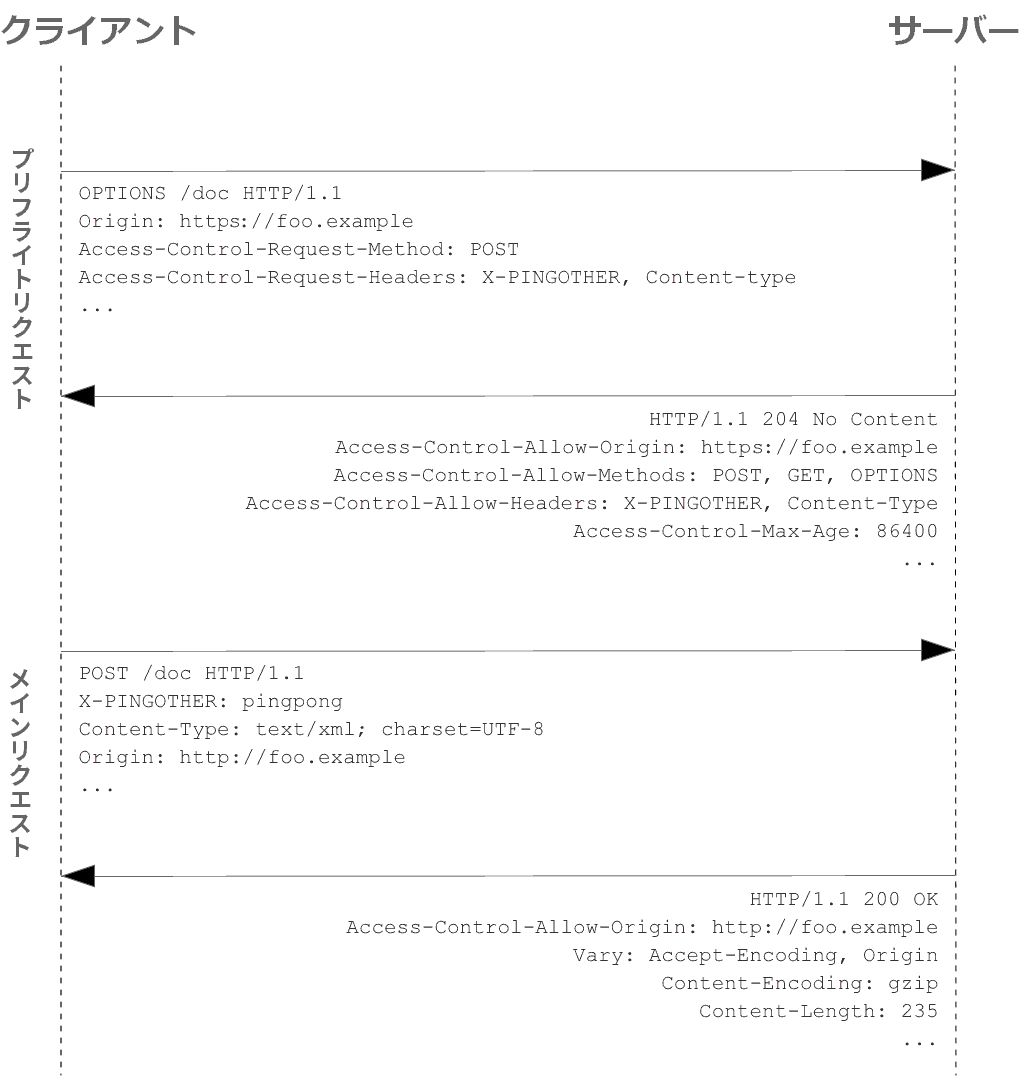 クライアント
サーバー
プリフライトリクエスト
OPTIONS /doc HTTP/1.1
Origin: https://foo.example
Access-Control-Request-Method: POST
Access-Control-Request-Headers: X-PINGOTHER, Content-type
...
HTTP/1.1 204 No Content
Access-Control-Allow-Origin: https://foo.example
Access-Control-Allow-Methods: POST, GET, OPTIONS
Access-Control-Allow-Headers: X-PINGOTHER, Content-Type
Access-Control-Max-Age: 86400
...
メインリクエスト
POST /doc HTTP/1.1
X-PINGOTHER: pingpong
Content-Type: text/xml; charset=UTF-8
Origin: http://foo.example
...
HTTP/1.1 200 OK
Access-Control-Allow-Origin: http://foo.example
Vary: Accept-Encoding, Origin
Content-Encoding: gzip
Content-Length: 235
...